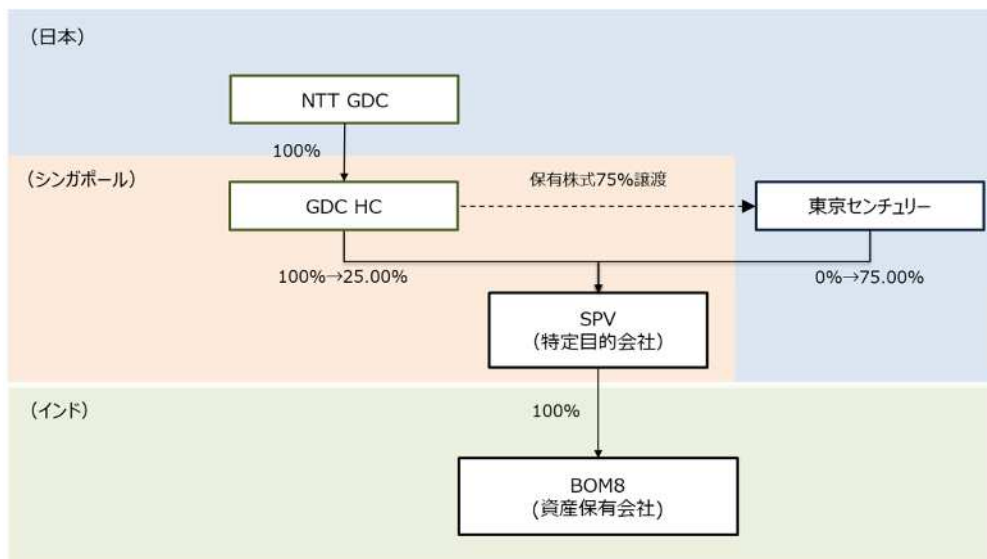 （日本）
NTT GDC
100%
（シンガポール）
保有株式75%譲渡
GDC HC
東京センチュリー
100%→25.00%
0%→75.00%
SPV
（特定目的会社）
（インド）
100%
BOM8
(資産保有会社)